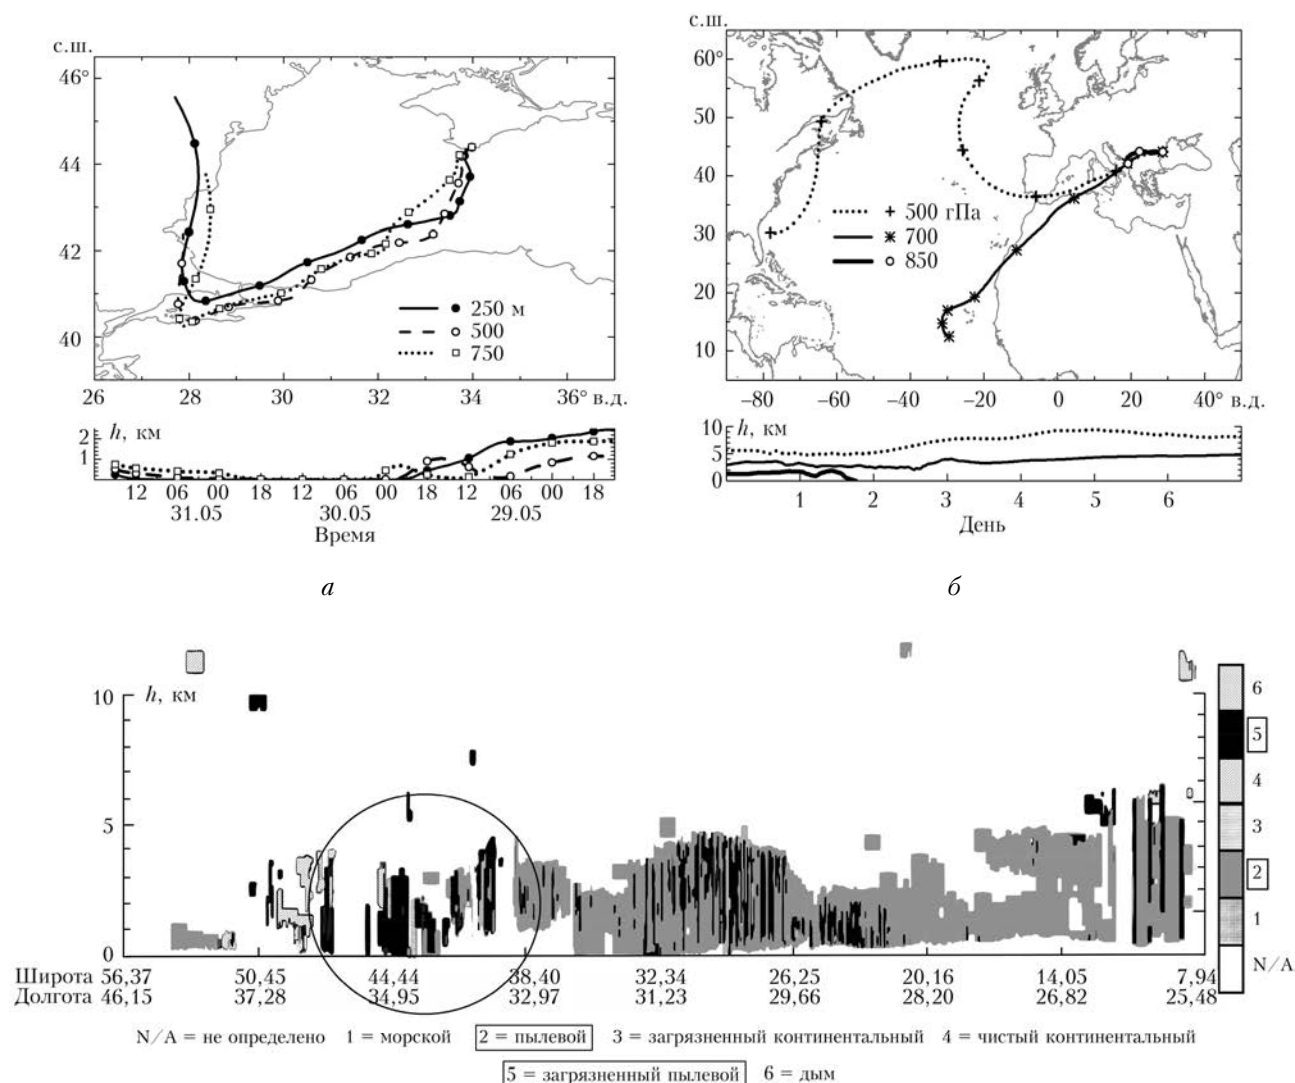 с.ш.
46°
44
42
40
250 м
500
750
26 28 30 32 34 36° в.д.
h, км
2
1
12 06 00 18 12 06 00 18 12 06 00 18
31.05 30.05 29.05
Время
а
с.ш.
60°
50
40
30
20
10
500 гПа
700
850
–80 –60 –40 –20 0 20 40° в.д.
10
h, км
5
0
1 2 3 4 5 6
День
б
10
h, км
5
0
6
5
4
3
2
1
N/A
Широта 56,37 50,45 44,44 38,40 32,34 26,25 20,16 14,05 7,94
Долгота 46,15 37,28 34,95 32,97 31,23 29,66 28,20 26,82 25,48
N/A = не определено 1 = морской 2 = пылевой 3 = загрязненный континентальный 4 = чистый континентальный
5 = загрязненный пылевой 6 = дым